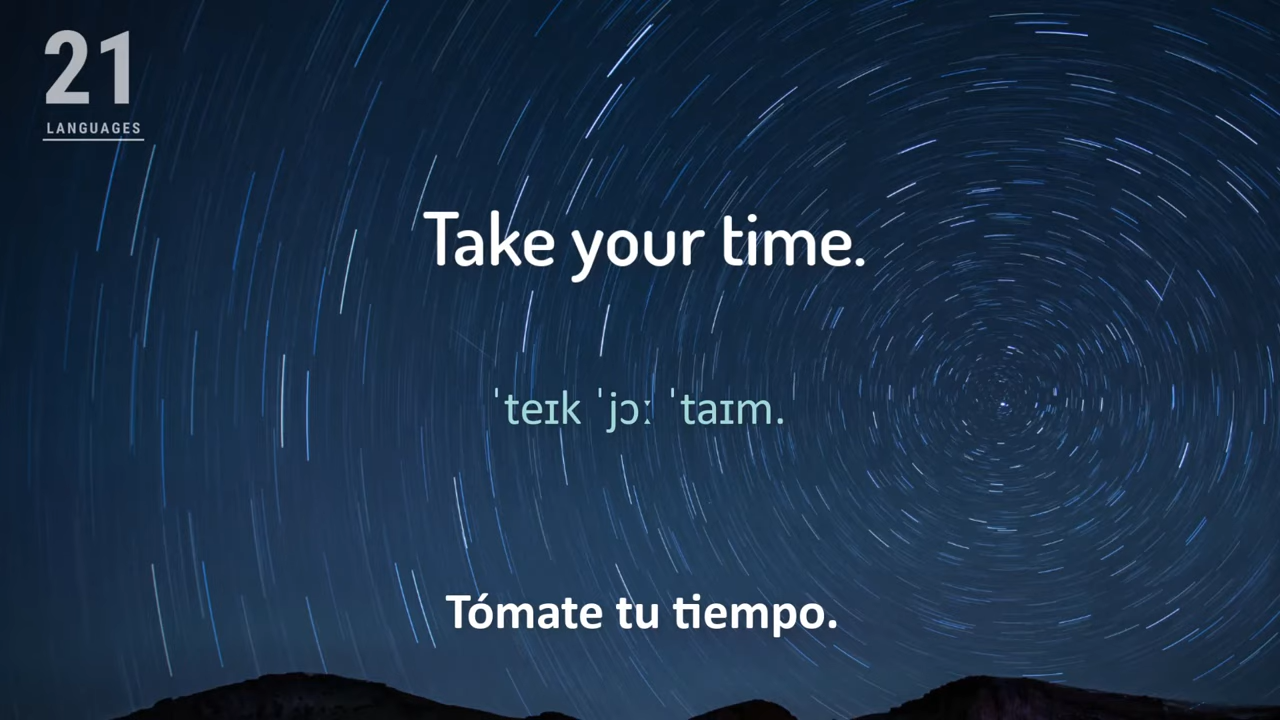 21
LANGUAGES
Take your time.
ˈteɪk ˈjɔː ˈtaɪm.
Tómate tu tiempo.